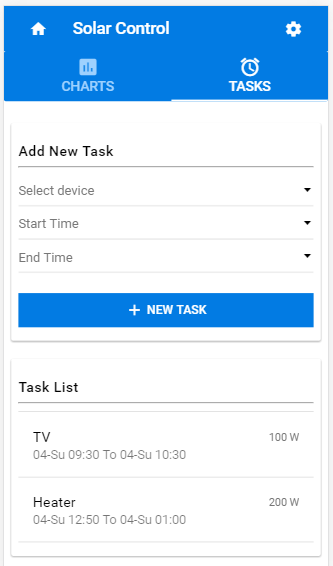 Solar Control
CHARTS
TASKS
Add New Task
Select device
Start Time
End Time
+ NEW TASK
Task List
TV
100 W
04-Su 09:30 To 04-Su 10:30
Heater
200 W
04-Su 12:50 To 04-Su 01:00